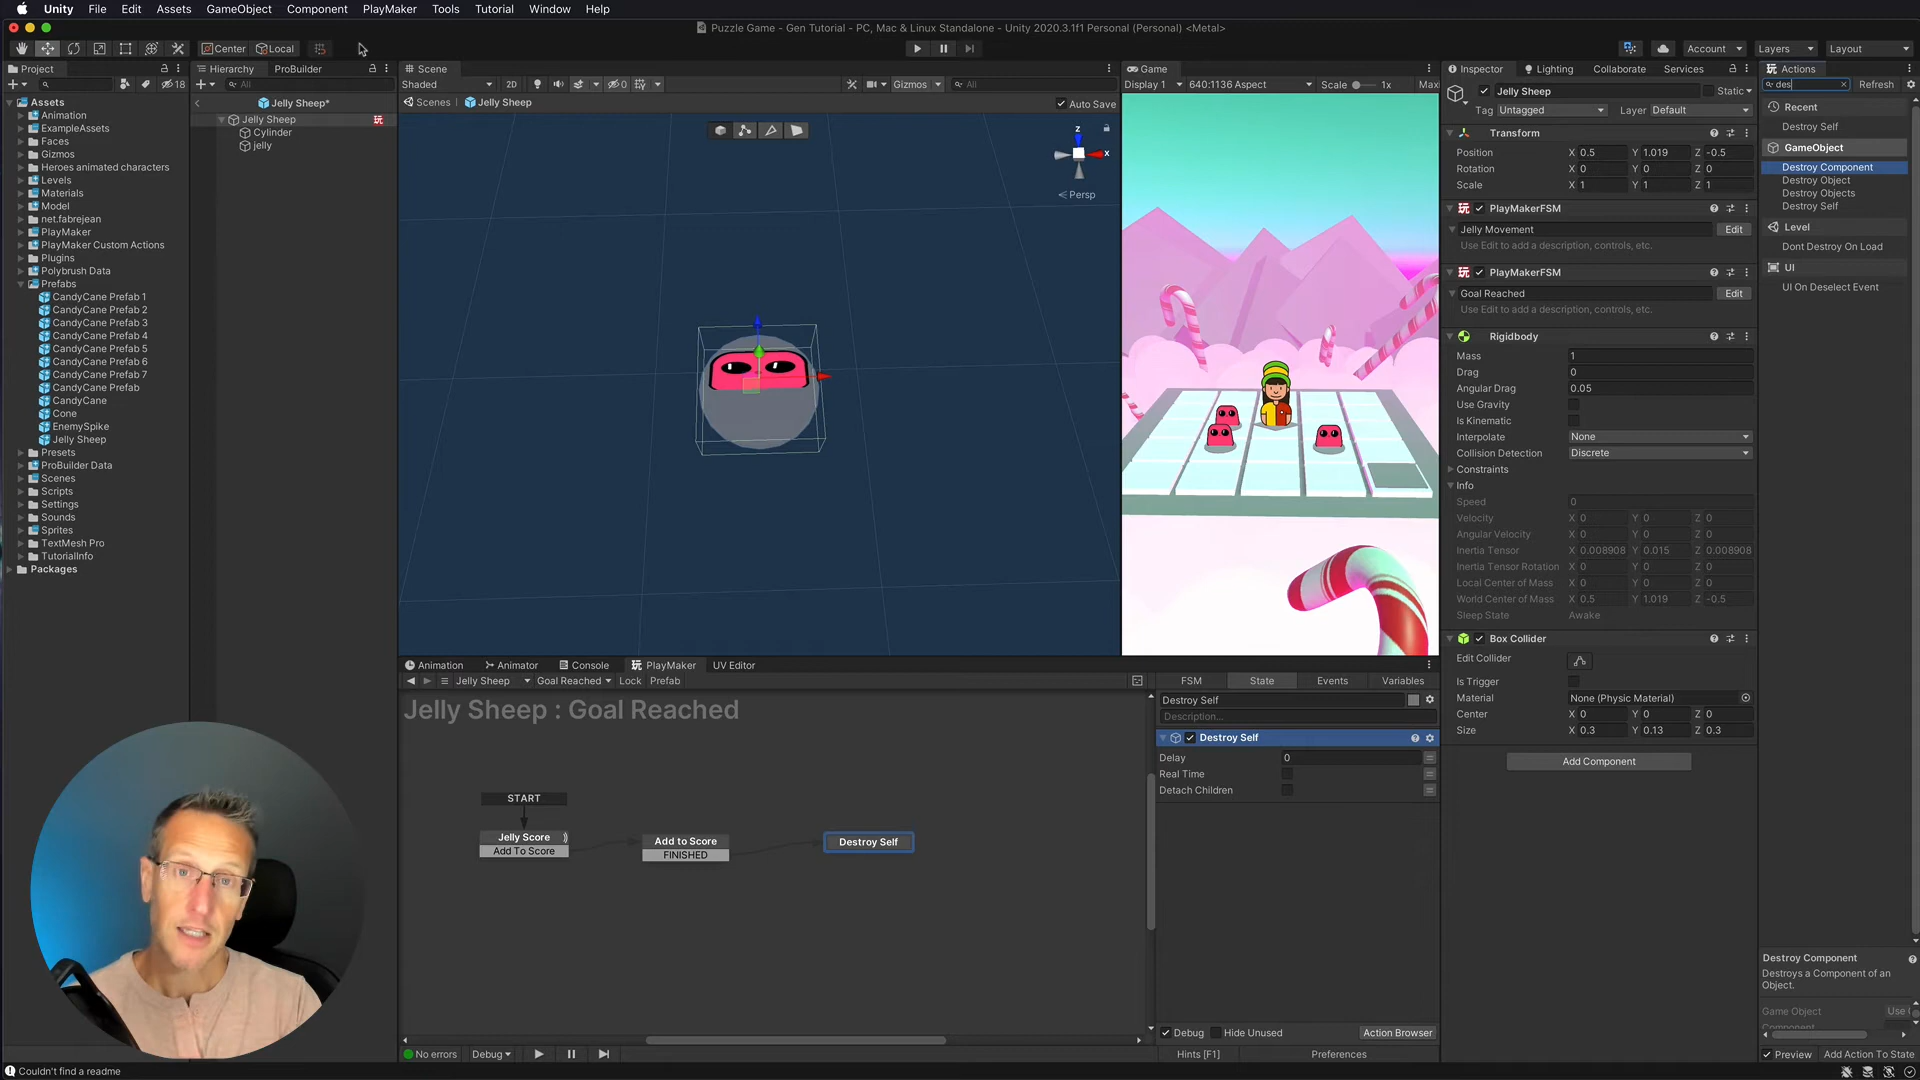 Unity File Edit Assets GameObject Component PlayMaker Tools Tutorial Window Help
Puzzle Game - Gen Tutorial - PC, Mac & Linux Standalone - Unity 2020.3.1f1 Personal (Personal) <Metal>
Center Local Account Layers Layout
Project
18
Assets
Animation
ExampleAssets
Faces
Gizmos
Heroes animated characters
Levels
Materials
Model
net.fabrejean
PlayMaker
PlayMaker Custom Actions
Plugins
Polybrush Data
Prefabs
CandyCane Prefab 1
CandyCane Prefab 2
CandyCane Prefab 3
CandyCane Prefab 4
CandyCane Prefab 5
CandyCane Prefab 6
CandyCane Prefab 7
CandyCane Prefab
CandyCane
Cone
EnemySpike
Jelly Sheep
Presets
ProBuilder Data
Scenes
Scripts
Settings
Sounds
Sprites
TextMesh Pro
TutorialInfo
Packages
Hierarchy ProBuilder
All
Jelly Sheep*
Jelly Sheep
Cylinder
jelly
Scene
Shaded 2D 0 Gizmos All
Scenes Jelly Sheep Auto Save
z
x
Persp
Game
Display 1 640:1136 Aspect Scale 1x Maxi
Animation Animator Console PlayMaker UV Editor
Jelly Sheep Goal Reached Lock Prefab
Jelly Sheep : Goal Reached
START
Jelly Score
Add To Score
Add to Score
FINISHED
Destroy Self
No errors Debug
FSM State Events Variables
Destroy Self
Description...
Destroy Self
Delay 0
Real Time
Detach Children
Debug Hide Unused Action Browser
Hints [F1] Preferences
Inspector Lighting Collaborate Services
Jelly Sheep Static
Tag Untagged Layer Default
Transform
Position X 0.5 Y 1.019 Z -0.5
Rotation X 0 Y 0 Z 0
Scale X 1 Y 1 Z 1
PlayMakerFSM
Jelly Movement Edit
Use Edit to add a description, controls, etc.
PlayMakerFSM
Goal Reached Edit
Use Edit to add a description, controls, etc.
Rigidbody
Mass 1
Drag 0
Angular Drag 0.05
Use Gravity
Is Kinematic
Interpolate None
Collision Detection Discrete
Constraints
Info
Speed 0
Velocity X 0 Y 0 Z 0
Angular Velocity X 0 Y 0 Z 0
Inertia Tensor X 0.008908 Y 0.015 Z 0.008908
Inertia Tensor Rotation X 0 Y 0 Z 0
Local Center of Mass X 0 Y 0 Z 0
World Center of Mass X 0.5 Y 1.019 Z -0.5
Sleep State Awake
Box Collider
Edit Collider
Is Trigger
Material None (Physic Material)
Center X 0 Y 0 Z 0
Size X 0.3 Y 0.13 Z 0.3
Add Component
Actions
des Refresh
Recent
Destroy Self
GameObject
Destroy Component
Destroy Object
Destroy Objects
Destroy Self
Level
Dont Destroy On Load
UI
UI On Deselect Event
Destroy Component
Destroys a Component of an
Object.
Game Object Use
Component
Preview Add Action To State
Couldn't find a readme